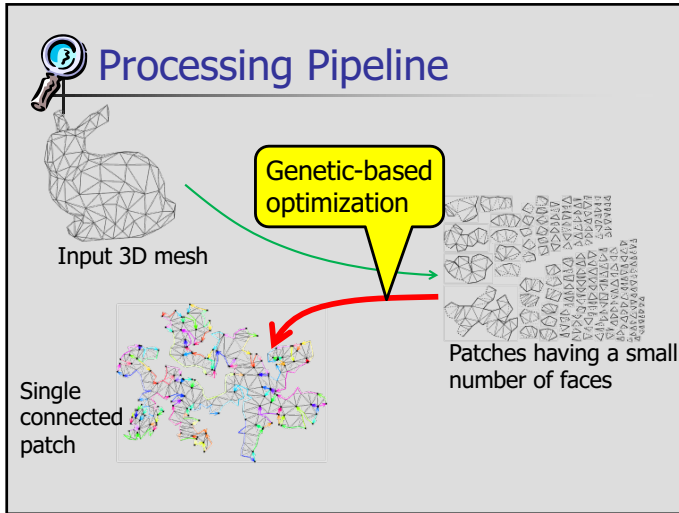 Processing Pipeline
Genetic-based
optimization
Input 3D mesh
Patches having a small
number of faces
Single
connected
patch